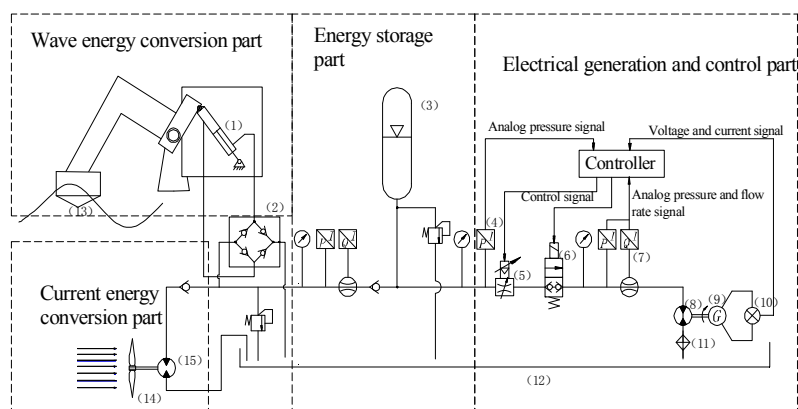 Wave energy conversion part
Energy storage
part
Electrical generation and control part
(1)
(3)
Analog pressure signal
Voltage and current signal
Controller
(13)
(2)
(4)
Control signal
Analog pressure and flow
rate signal
P
Q
P
(5)
(6)
P
Q
(7)
Current energy
conversion part
(8)
(9)
G
(10)
(11)
(15)
(12)
(14)